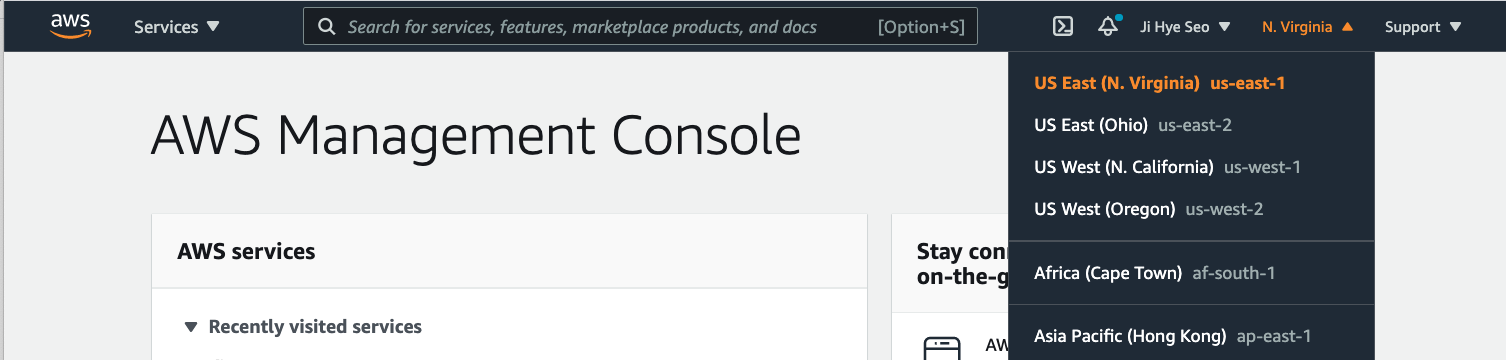 aws
Services ▼
Search for services, features, marketplace products, and docs [Option+S]
Ji Hye Seo ▼
N. Virginia ▲
Support ▼
US East (N. Virginia) us-east-1
US East (Ohio) us-east-2
US West (N. California) us-west-1
US West (Oregon) us-west-2
Africa (Cape Town) af-south-1
Asia Pacific (Hong Kong) ap-east-1
AWS Management Console
AWS services
▼ Recently visited services
Stay con
on-the-g
AW